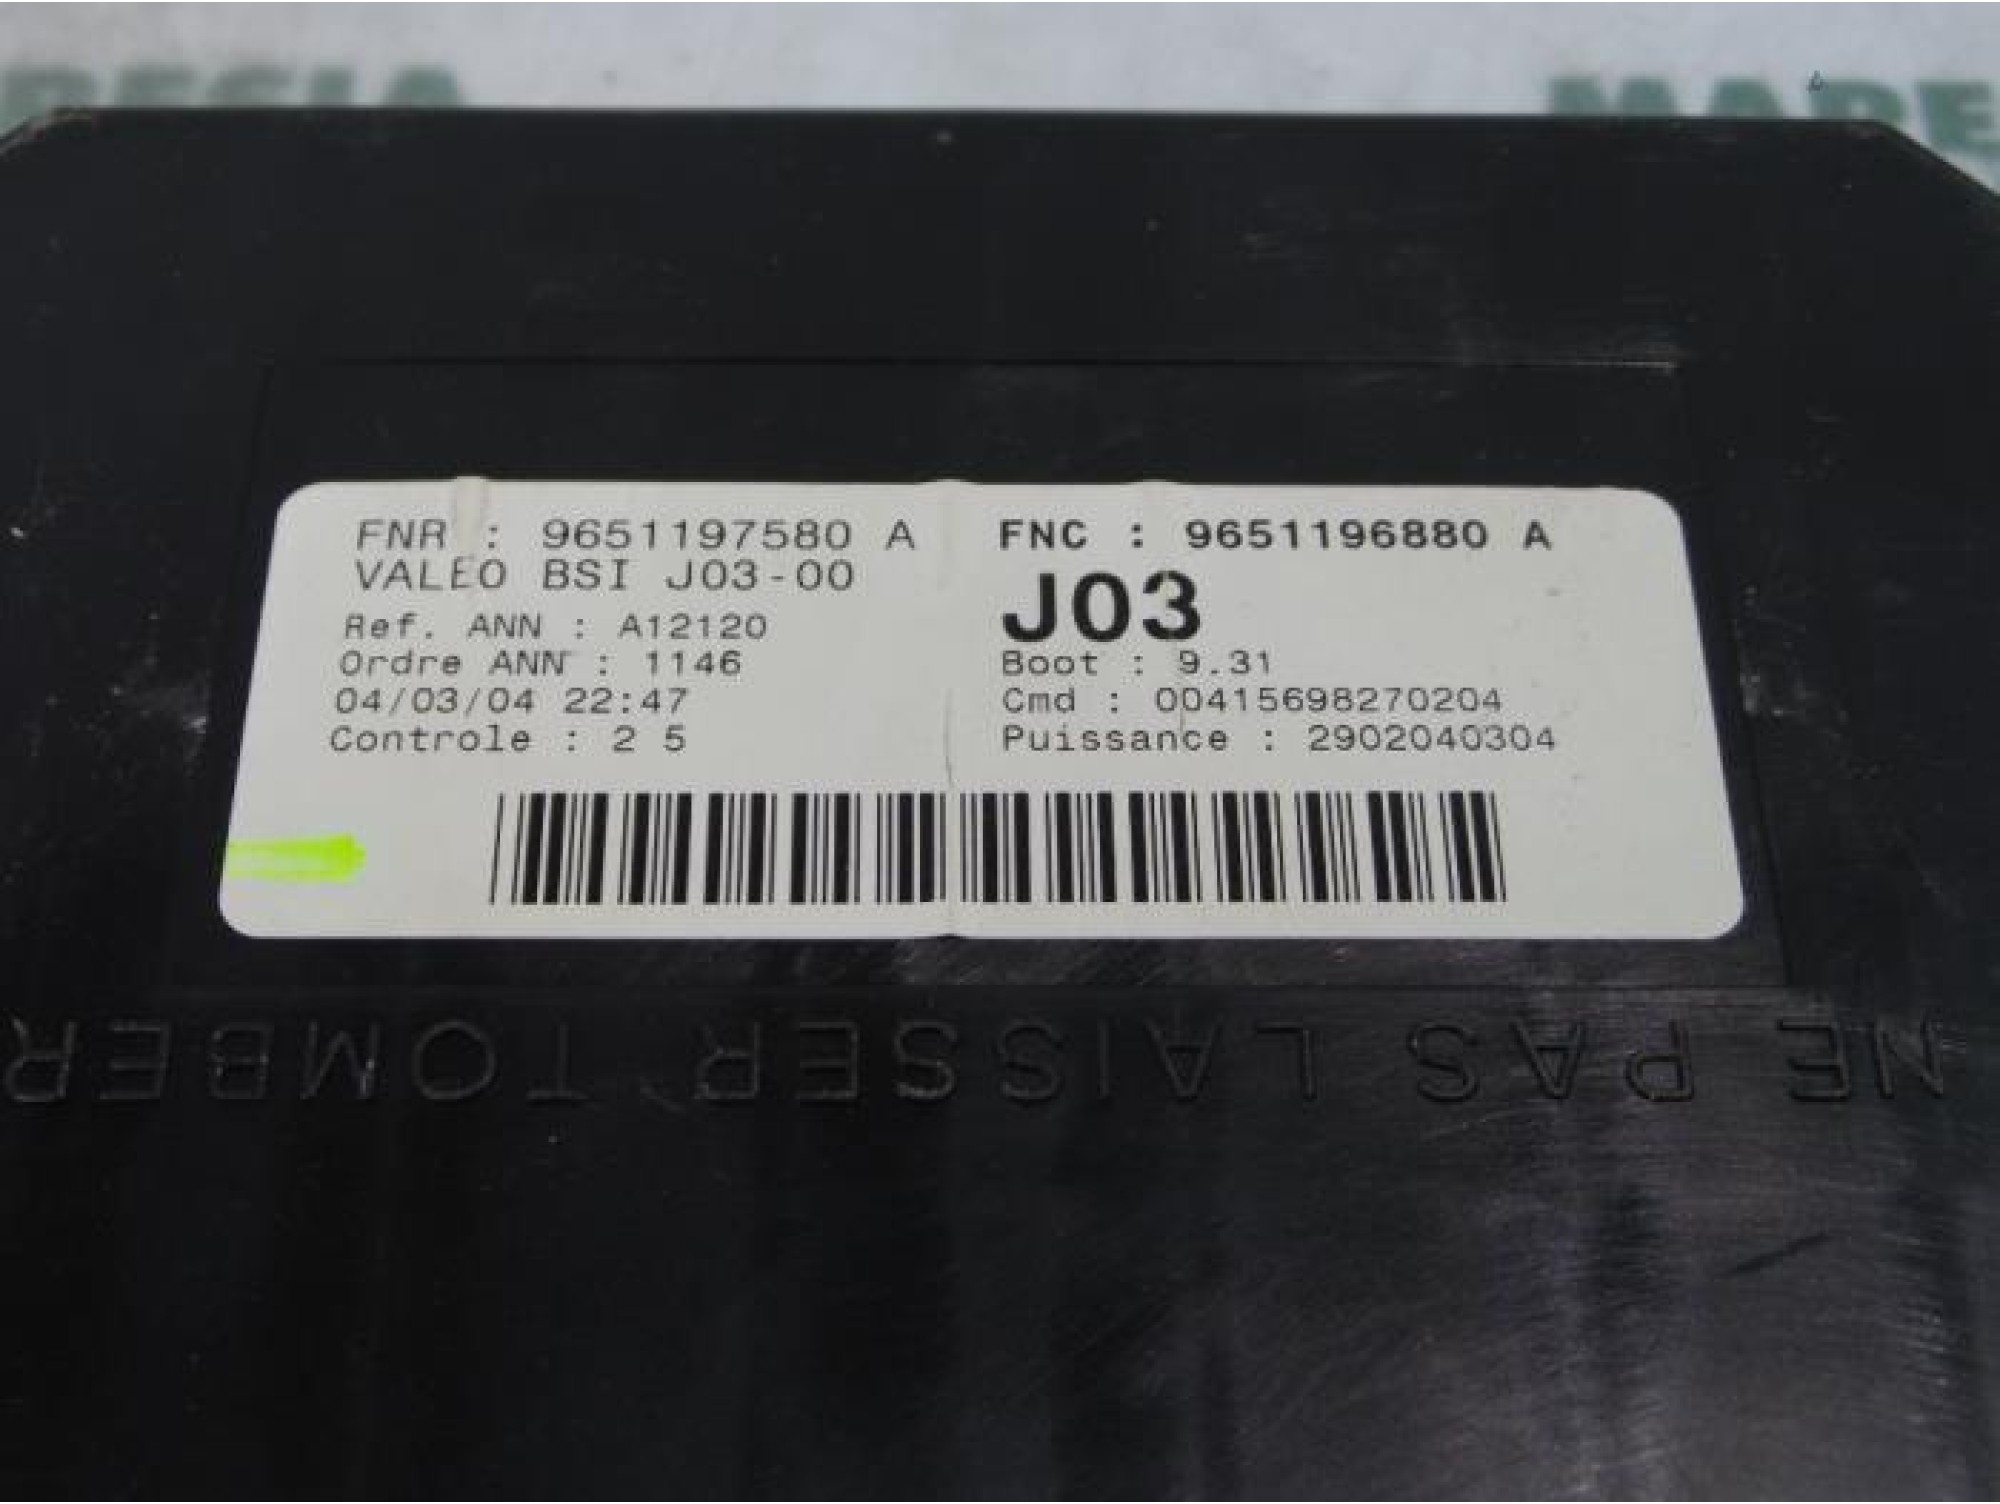 FNR : 9651197580 A
VALEO BSI J03-00
Ref. ANN : A12120
Ordre ANN : 1146
04/03/04 22:47
Controle : 2 5
FNC : 9651196880 A
J03
Boot : 9.31
Cmd : 00415698270204
Puissance : 2902040304
NE PAS LAISSER TOMBER